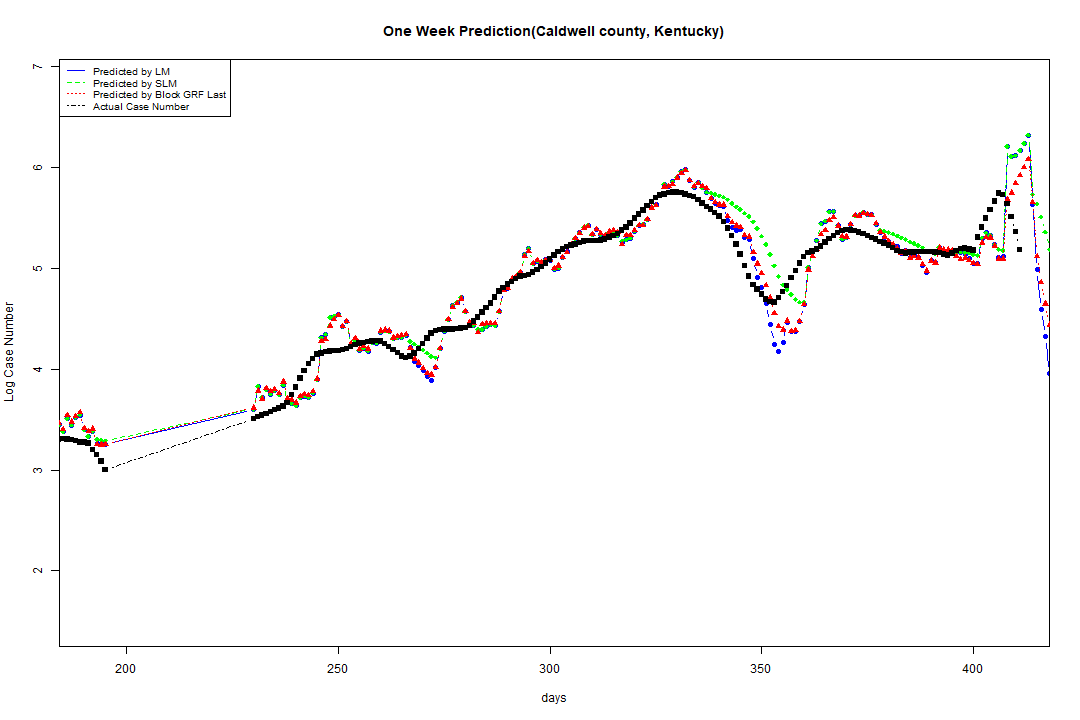 One Week Prediction(Caldwell county, Kentucky)
Predicted by LM
Predicted by SLM
Predicted by Block GRF Last
Actual Case Number
7
6
5
4
3
2
Log Case Number
200 250 300 350 400
days